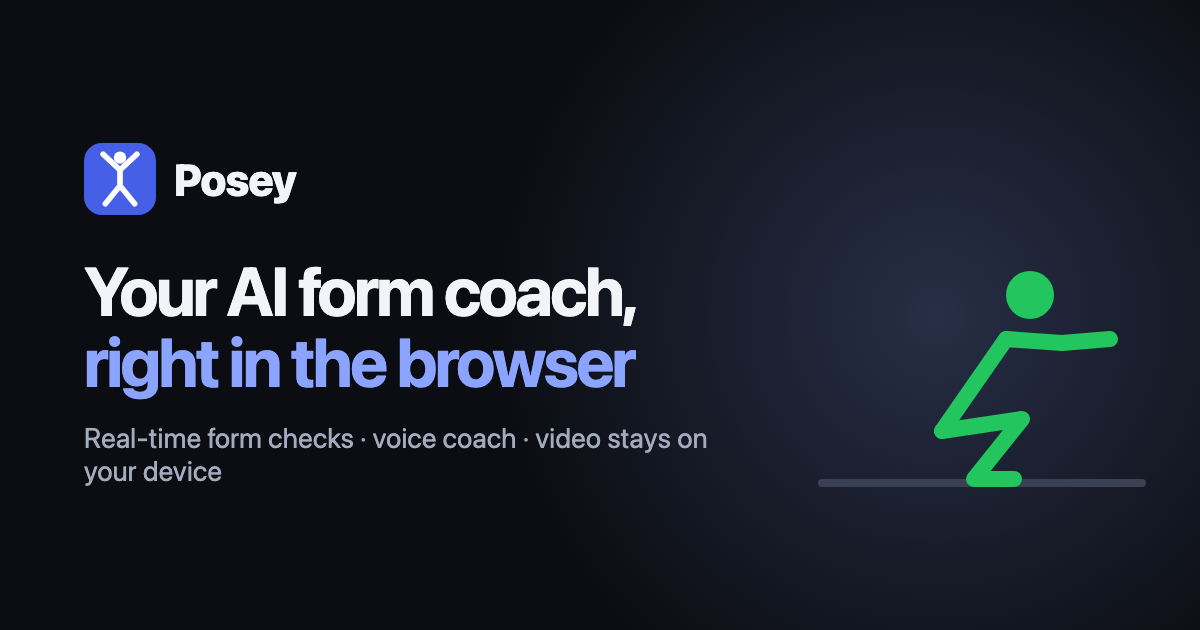 Posey
Your AI form coach,
right in the browser
Real-time form checks · voice coach · video stays on
your device